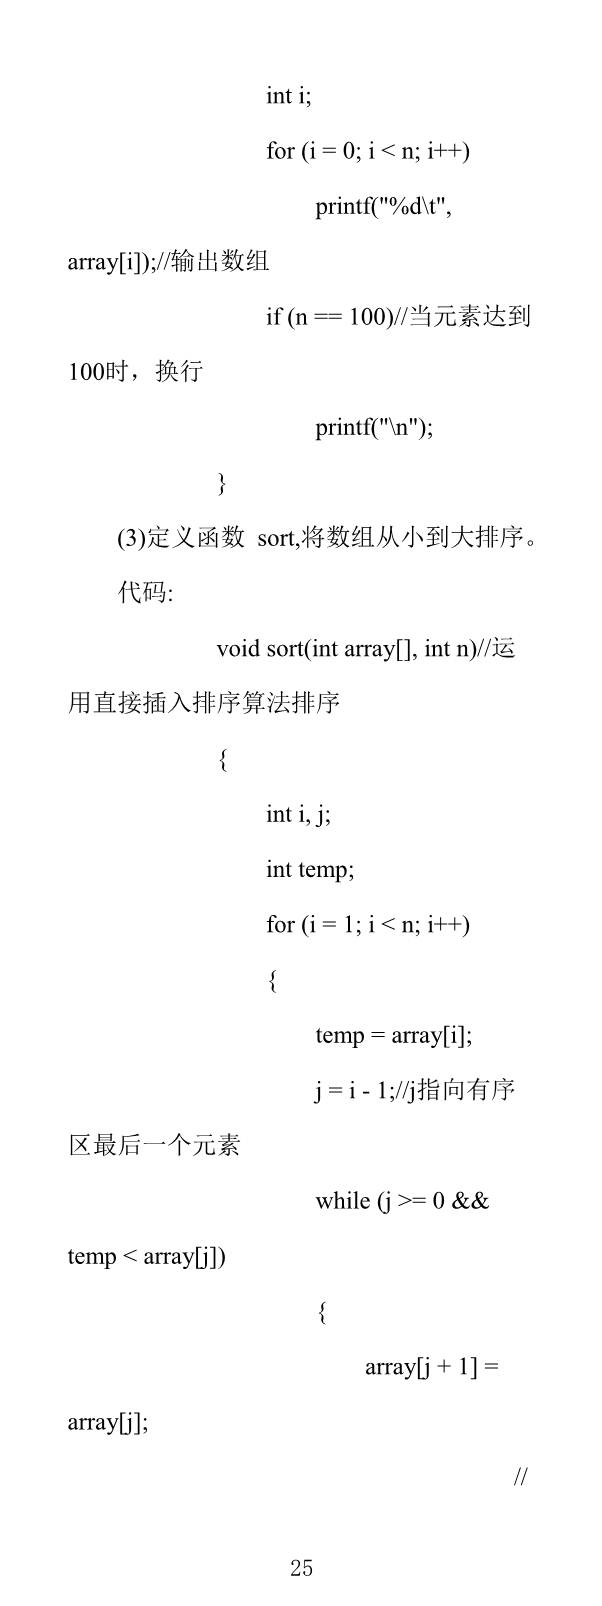 int i;
for (i = 0; i < n; i++)
printf("%d\t",
array[i]);//输出数组
if (n == 100)//当元素达到
100时，换行
printf("\n");
}
(3)定义函数 sort,将数组从小到大排序。
代码:
void sort(int array[], int n)//运
用直接插入排序算法排序
{
int i, j;
int temp;
for (i = 1; i < n; i++)
{
temp = array[i];
j = i - 1;//j指向有序
区最后一个元素
while (j >= 0 &&
temp < array[j])
{
array[j + 1] =
array[j];
//
25